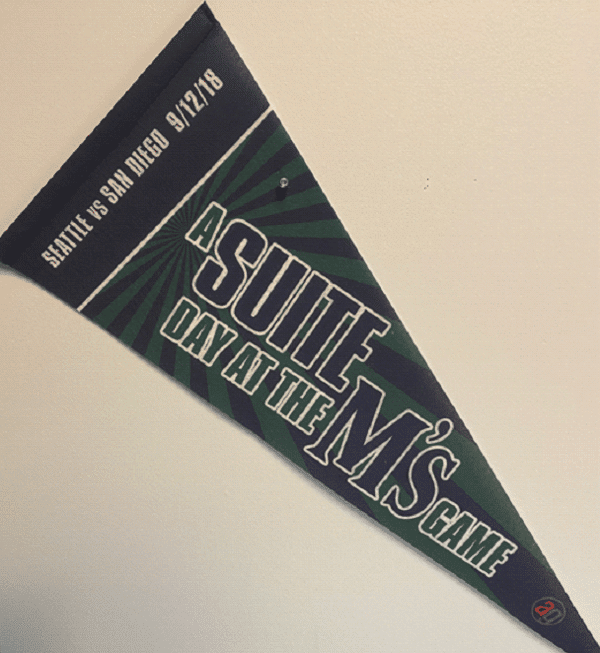 SEATTLE VS SAN DIEGO 9/12/18
A SUITE
DAY AT THE M'S
GAME